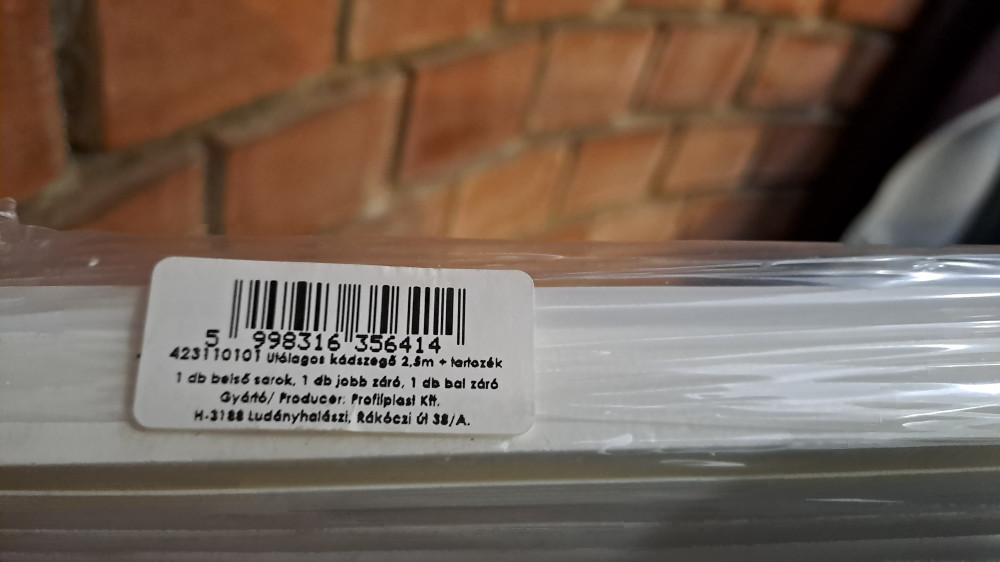 5 998316 356414
423110101 Utólagos kádszegő 2,5m + tartozék
1 db belső sarok, 1 db jobb záró, 1 db bal záró
Gyártó/ Producer: Profilplast Kft.
H-3188 Ludányhalászi, Rákóczi út 38/A.